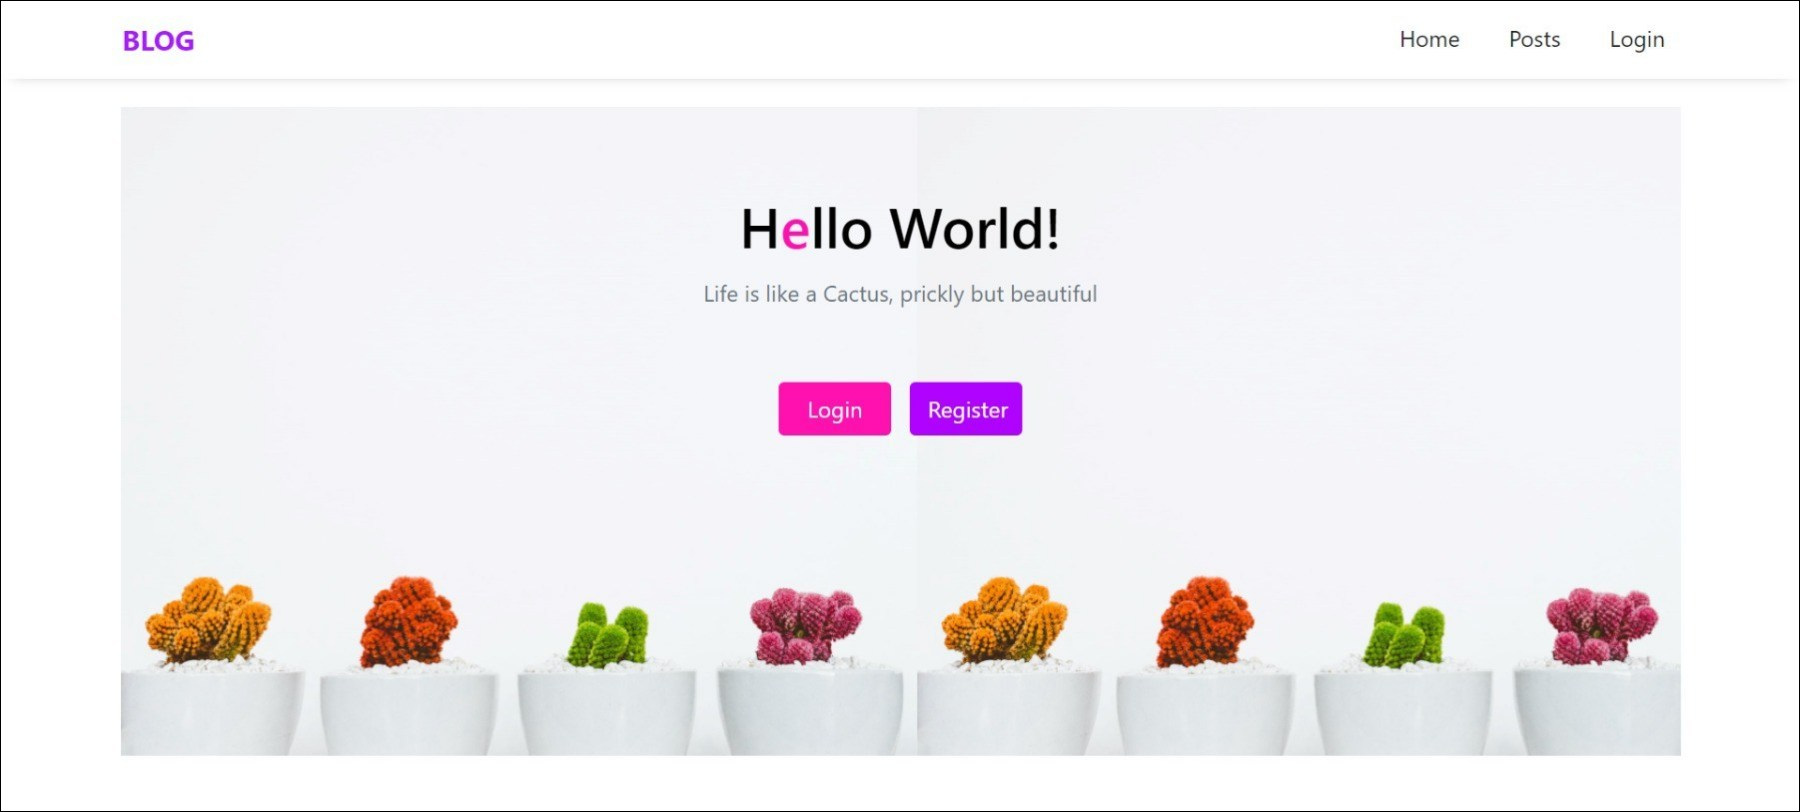 BLOG
Home Posts Login
Hello World!
Life is like a Cactus, prickly but beautiful
Login Register